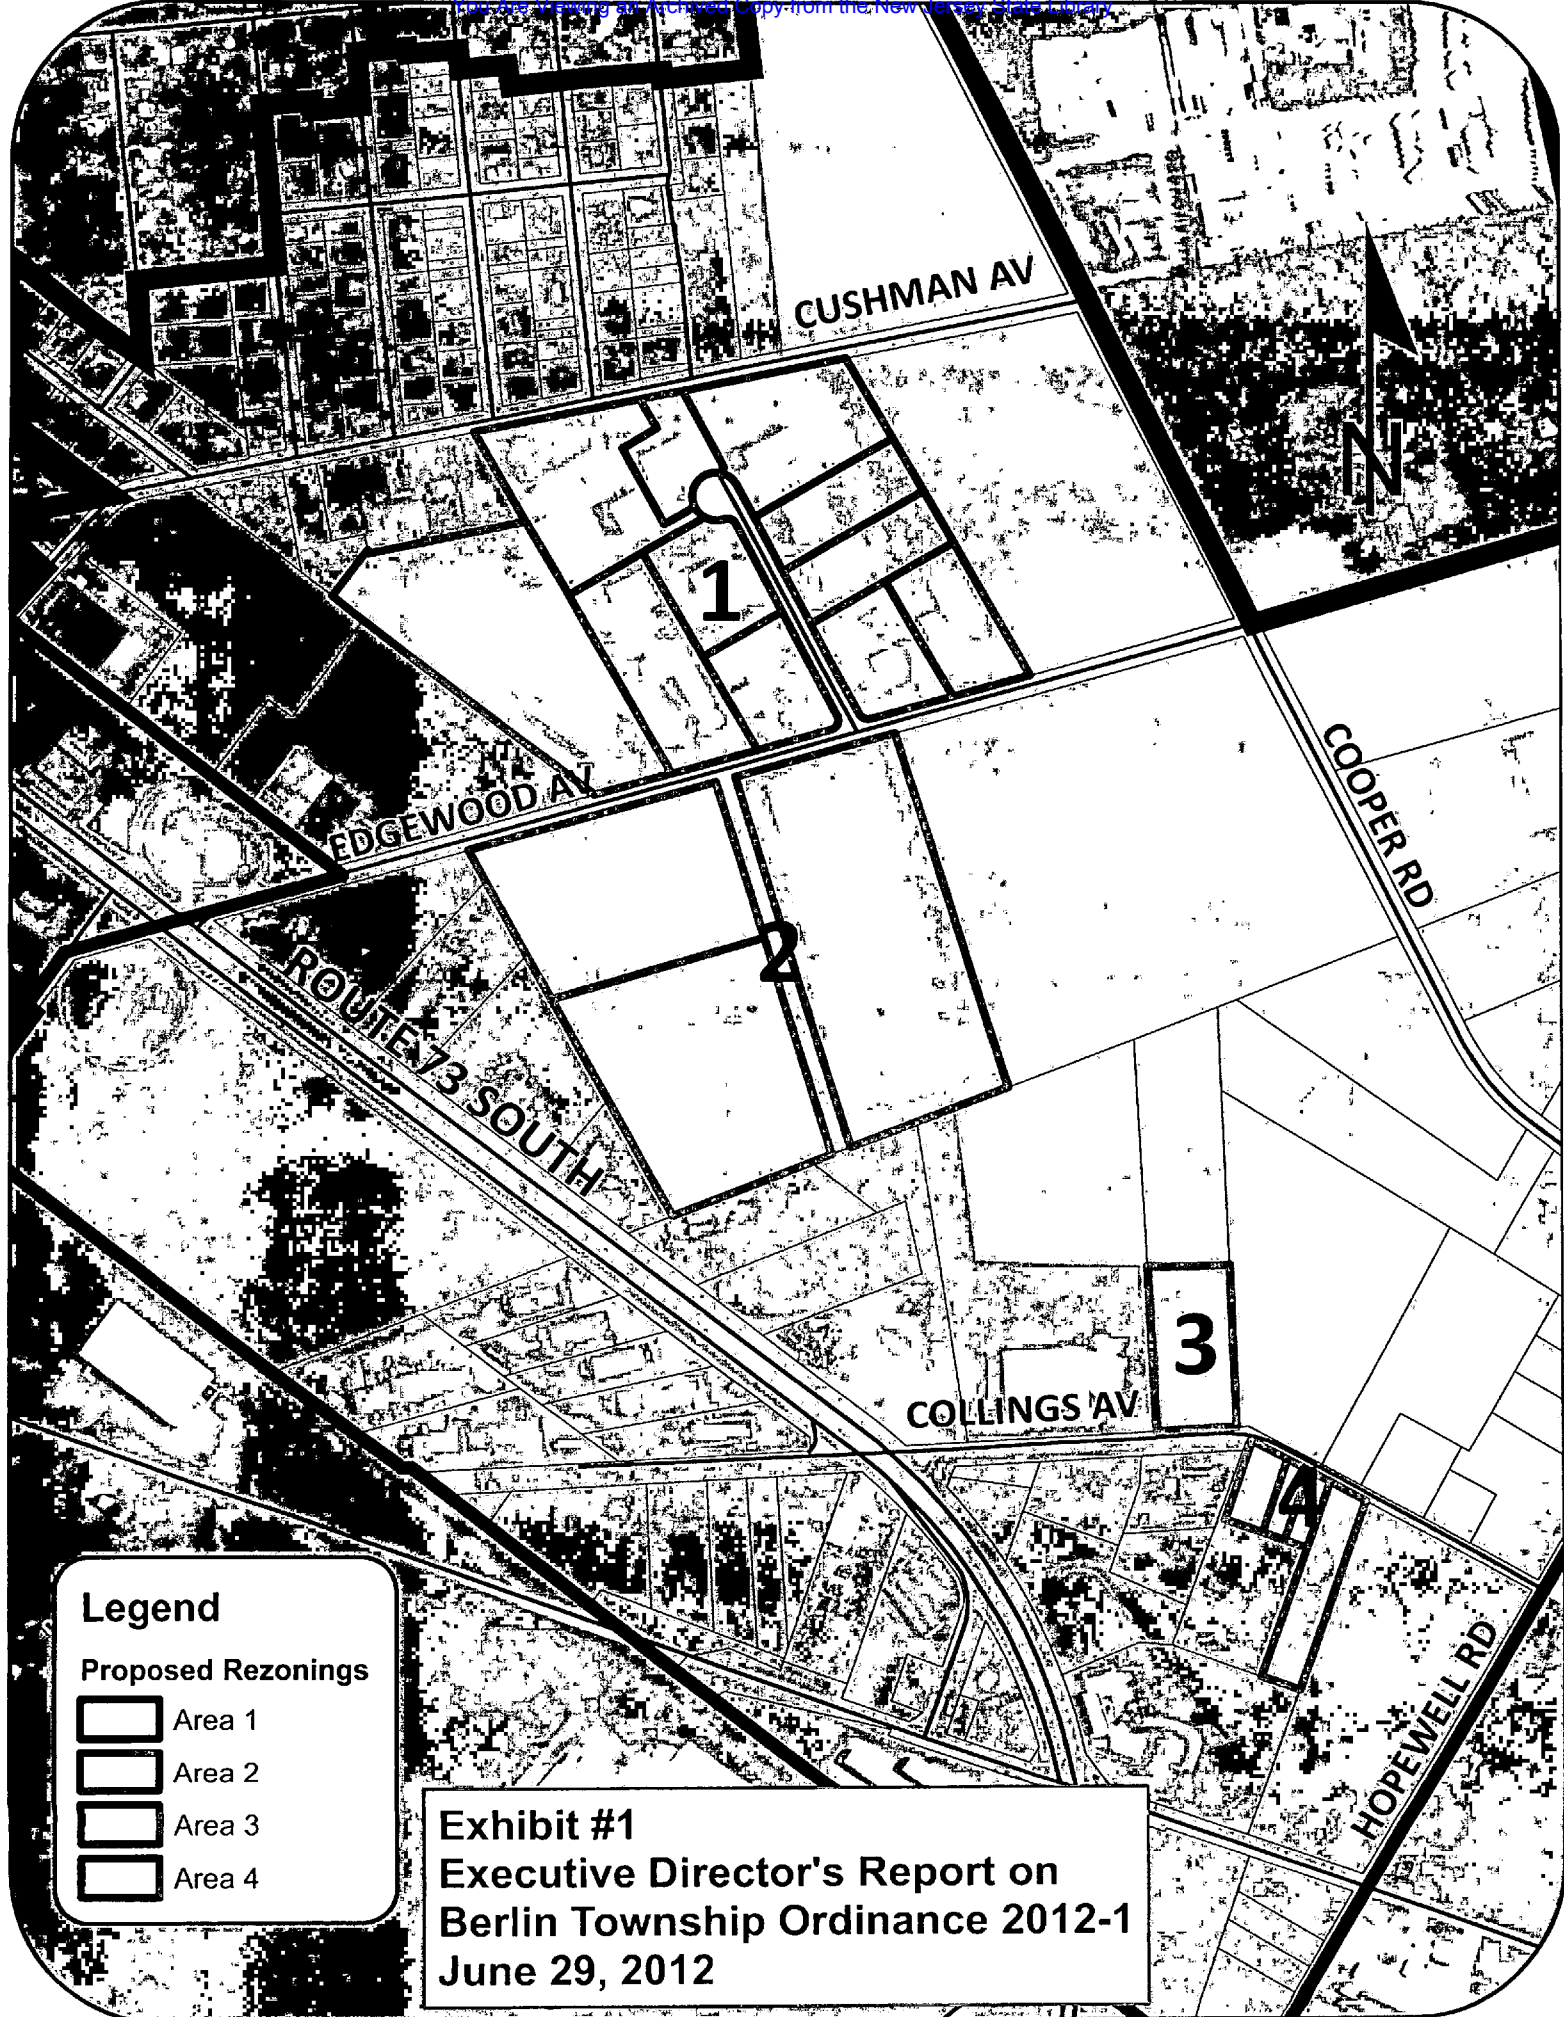 You Are Viewing an Archived Copy from the New Jersey State Library
CUSHMAN AV
N
1
EDGEWOOD AV
COOPER RD
2
ROUTE 73 SOUTH
3
COLLINGS AV
4
HOPEWELL RD
Legend
Proposed Rezonings
Area 1
Area 2
Area 3
Area 4
Exhibit #1
Executive Director's Report on
Berlin Township Ordinance 2012-1
June 29, 2012